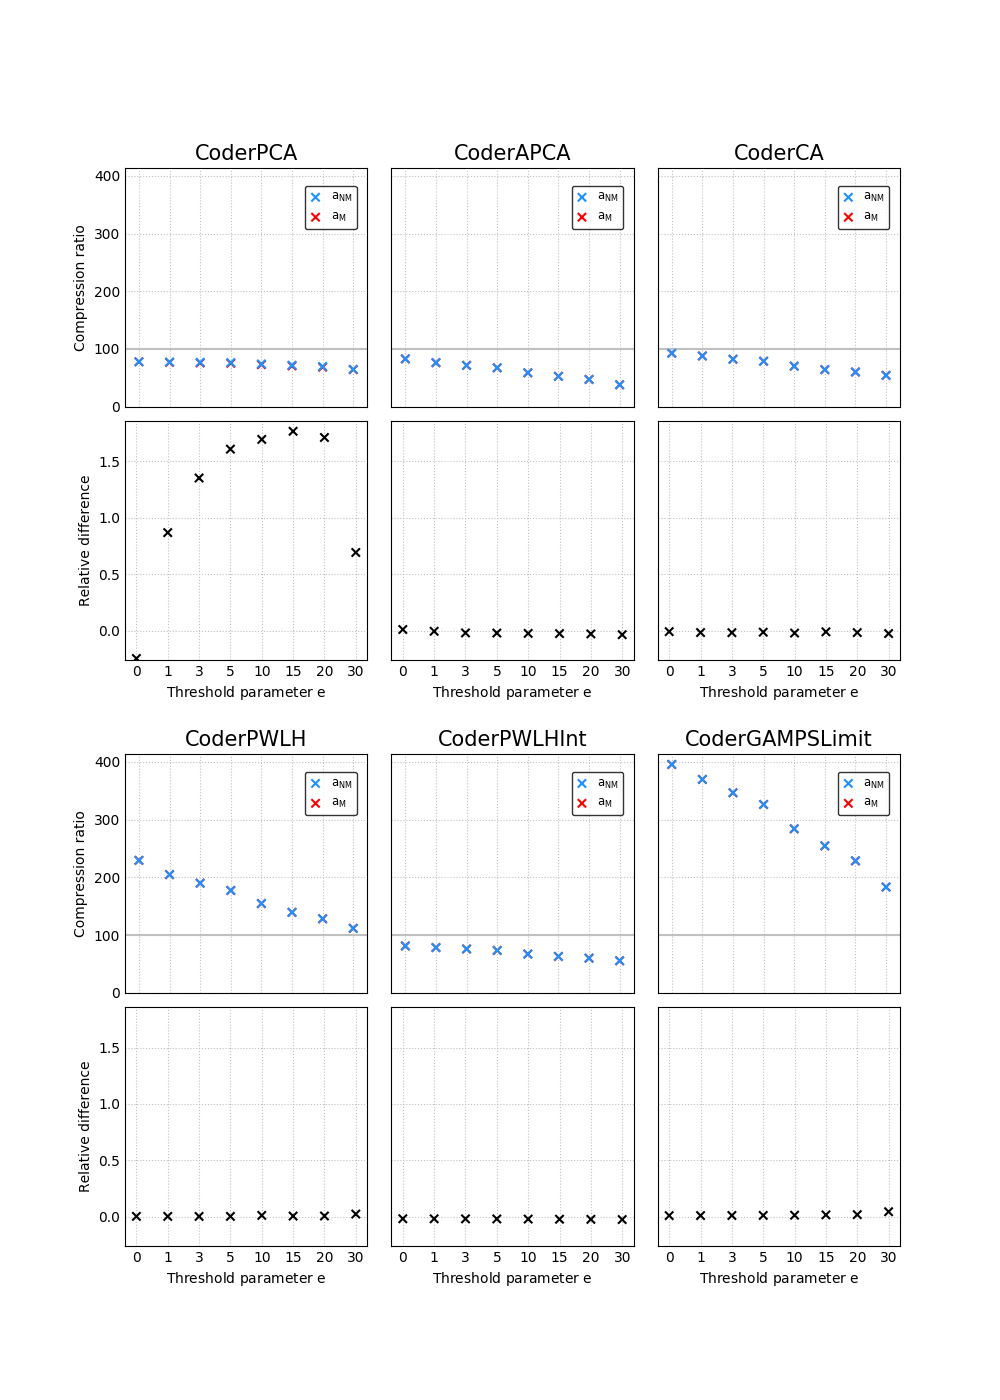 CoderPCA CoderAPCA CoderCA
400
300
200
100
0
Compression ratio
aNM
aM
aNM
aM
aNM
aM
1.5
1.0
0.5
0.0
Relative difference
0 1 3 5 10 15 20 30 0 1 3 5 10 15 20 30 0 1 3 5 10 15 20 30
Threshold parameter e Threshold parameter e Threshold parameter e
CoderPWLH CoderPWLHInt CoderGAMPSLimit
400
300
200
100
0
Compression ratio
aNM
aM
aNM
aM
aNM
aM
1.5
1.0
0.5
0.0
Relative difference
0 1 3 5 10 15 20 30 0 1 3 5 10 15 20 30 0 1 3 5 10 15 20 30
Threshold parameter e Threshold parameter e Threshold parameter e